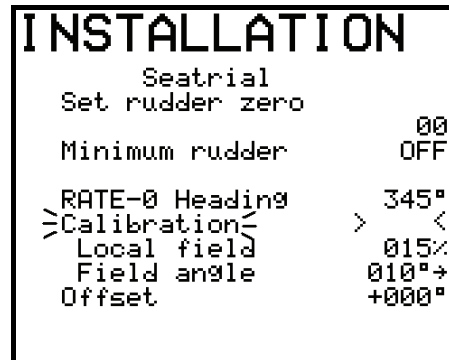 INSTALLATION
Seatrial
Set rudder zero
00
Minimum rudder OFF
RATE-0 Heading 345°
Calibration > <
Local field 015%
Field angle 010°→
Offset +000°